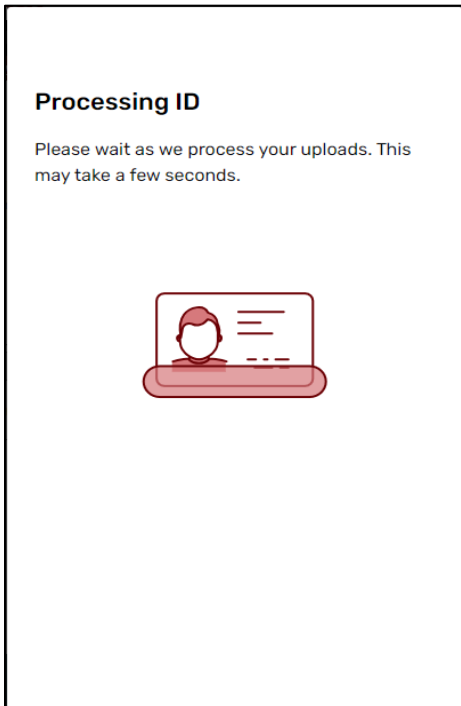 Processing ID
Please wait as we process your uploads. This
may take a few seconds.